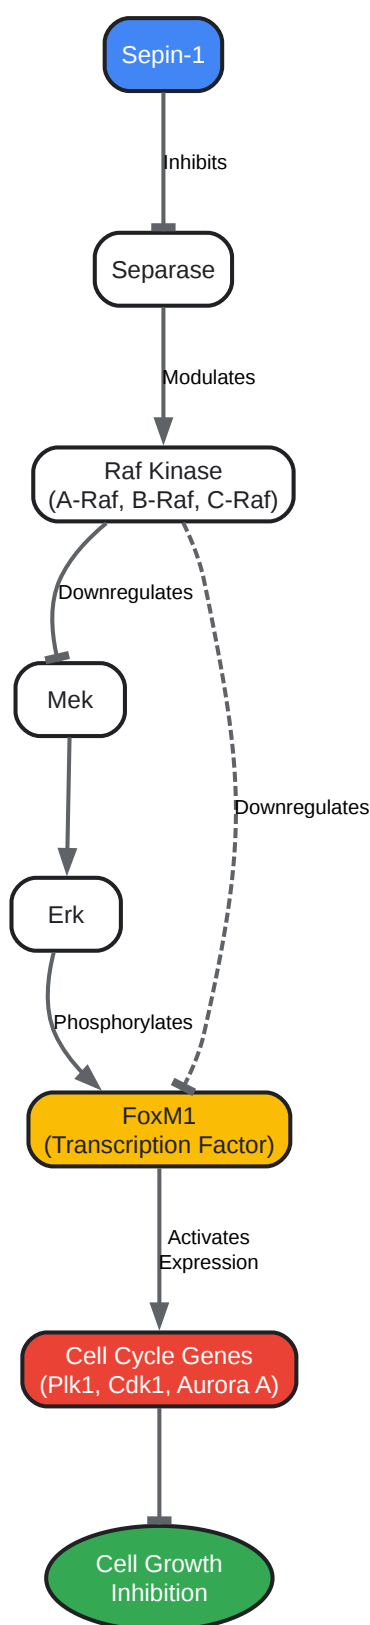 Sepin-1
Inhibits
Separase
Modulates
Raf Kinase
(A-Raf, B-Raf, C-Raf)
Downregulates
Mek
Downregulates
Erk
Phosphorylates
FoxM1
(Transcription Factor)
Activates
Expression
Cell Cycle Genes
(Plk1, Cdk1, Aurora A)
Cell Growth
Inhibition